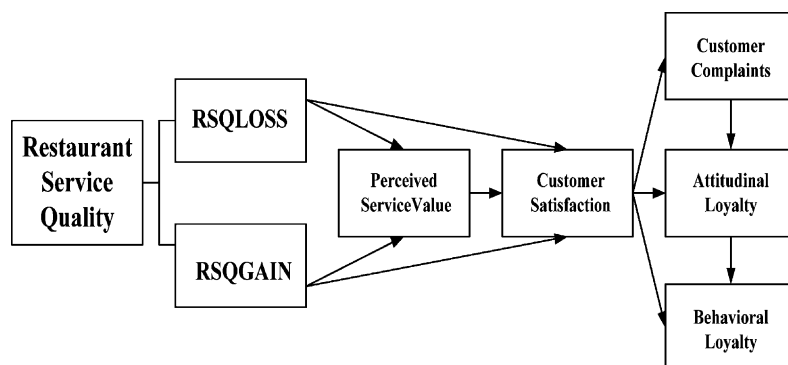 Restaurant
Service
Quality
RSQLOSS
RSQGAIN
Perceived
ServiceValue
Customer
Satisfaction
Customer
Complaints
Attitudinal
Loyalty
Behavioral
Loyalty